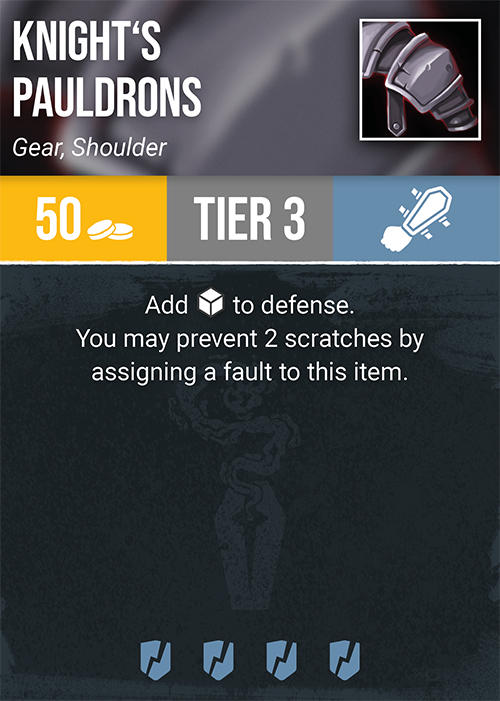 KNIGHT‘S
PAULDRONS
Gear, Shoulder
50
TIER 3
Add to defense.
You may prevent 2 scratches by
assigning a fault to this item.